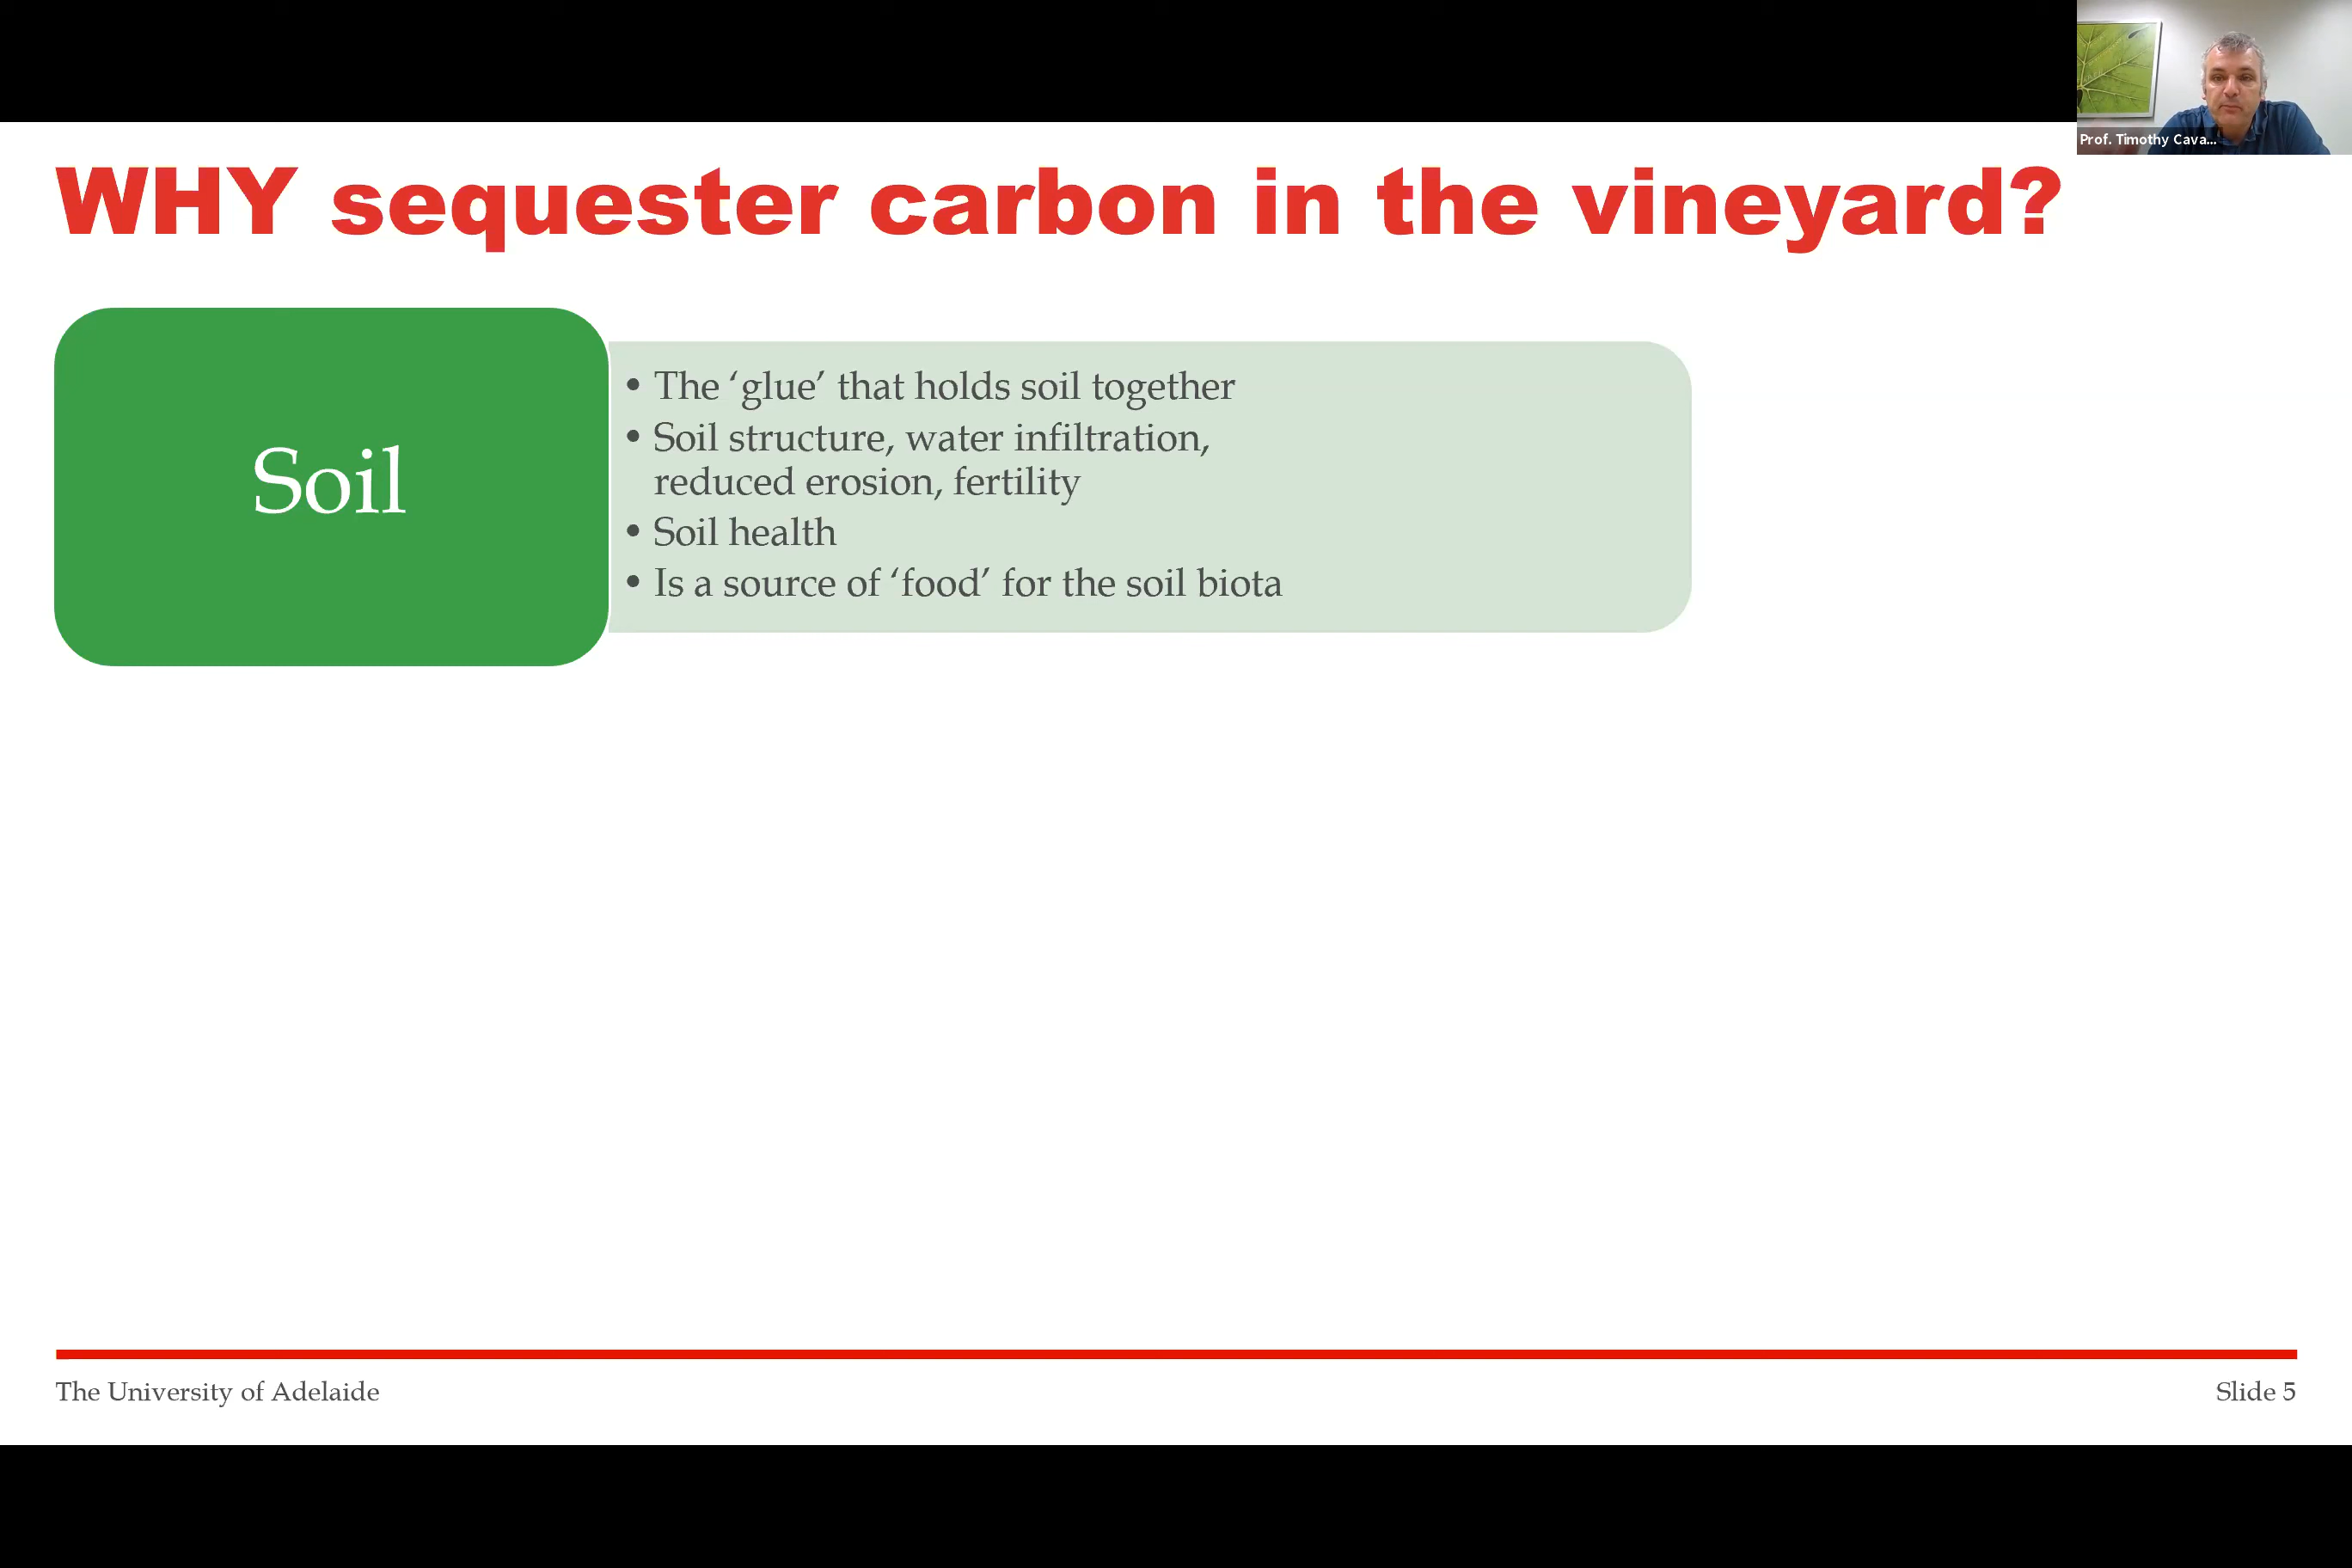 Prof. Timothy Cava...
WHY sequester carbon in the vineyard?
Soil
• The ‘glue’ that holds soil together
• Soil structure, water infiltration,
reduced erosion, fertility
• Soil health
• Is a source of ‘food’ for the soil biota
The University of Adelaide
Slide 5